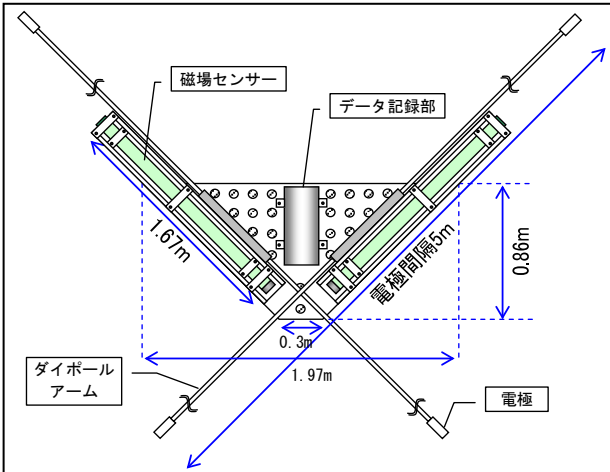 磁場センサー
データ記録部
1.67m
電極間隔5m
0.86m
0.3m
1.97m
ダイポール
アーム
電極